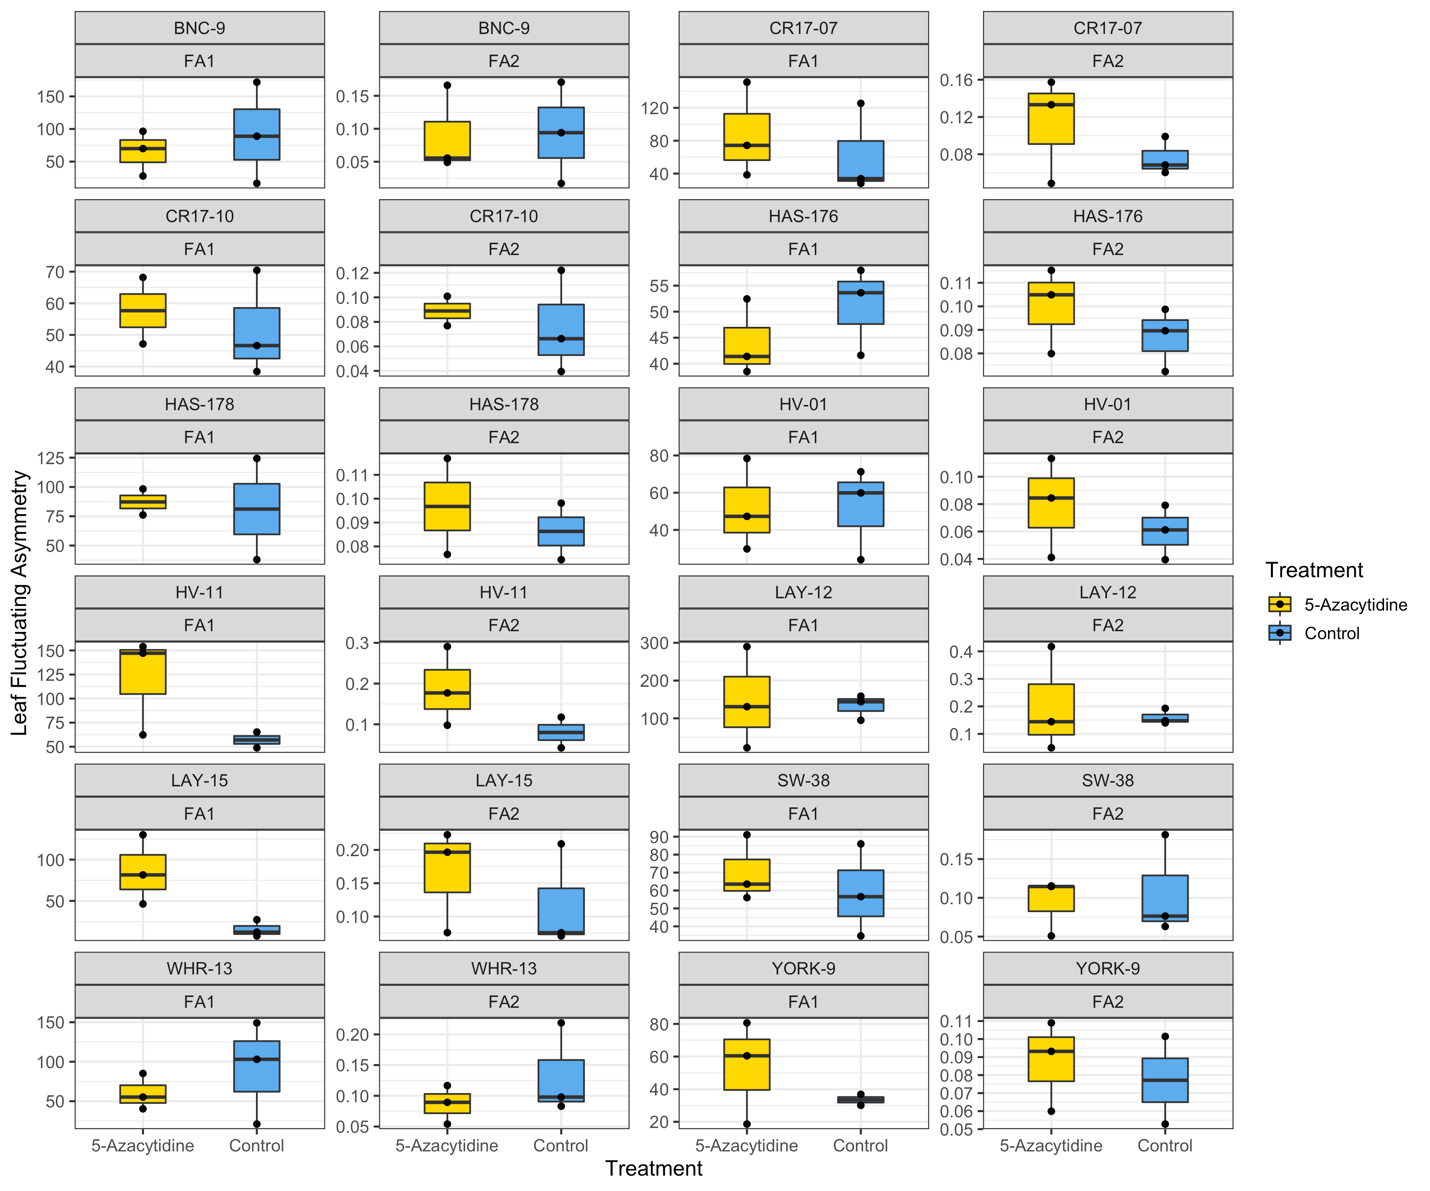 BNC-9 BNC-9 CR17-07 CR17-07
FA1 FA2 FA1 FA2
150 100 50
0.15 0.10 0.05
120 80 40
0.16 0.12 0.08
CR17-10 CR17-10 HAS-176 HAS-176
FA1 FA2 FA1 FA2
70 60 50 40
0.12 0.10 0.08 0.06 0.04
55 50 45 40
0.11 0.10 0.09 0.08
HAS-178 HAS-178 HV-01 HV-01
FA1 FA2 FA1 FA2
125 100 75 50
0.11 0.10 0.09 0.08
80 60 40
0.10 0.08 0.06 0.04
HV-11 HV-11 LAY-12 LAY-12
FA1 FA2 FA1 FA2
150 125 100 75 50
0.3 0.2 0.1
300 200 100
0.4 0.3 0.2 0.1
LAY-15 LAY-15 SW-38 SW-38
FA1 FA2 FA1 FA2
100 50
0.20 0.15 0.10
90 80 70 60 50 40
0.15 0.10 0.05
WHR-13 WHR-13 YORK-9 YORK-9
FA1 FA2 FA1 FA2
150 100 50
0.20 0.15 0.10 0.05
80 60 40 20
0.11 0.10 0.09 0.08 0.07 0.06 0.05
5-Azacytidine Control 5-Azacytidine Control 5-Azacytidine Control 5-Azacytidine Control
Treatment
Leaf Fluctuating Asymmetry
Treatment
5-Azacytidine
Control